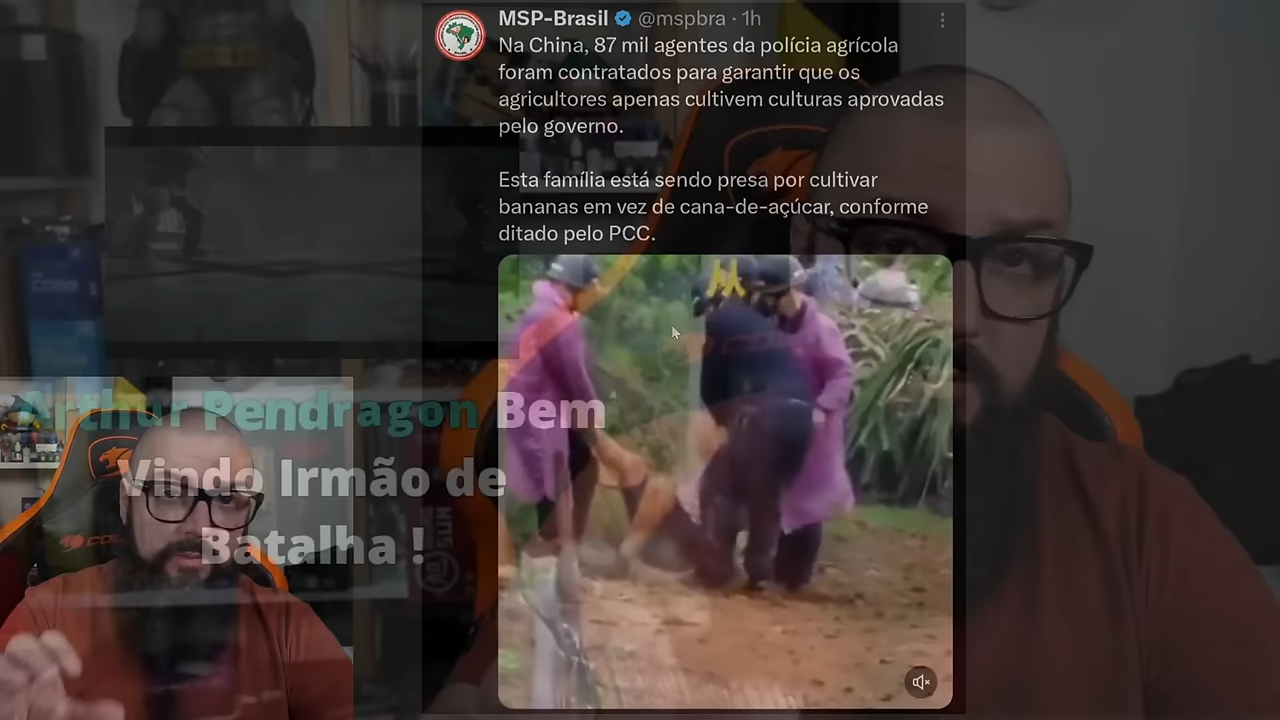 MSP-Brasil @mspbra · 1h
Na China, 87 mil agentes da polícia agrícola
foram contratados para garantir que os
agricultores apenas cultivem culturas aprovadas
pelo governo.
Esta família está sendo presa por cultivar
bananas em vez de cana-de-açúcar, conforme
ditado pelo PCC.
Arthur Pendragon Bem
Vindo Irmão de
Batalha !